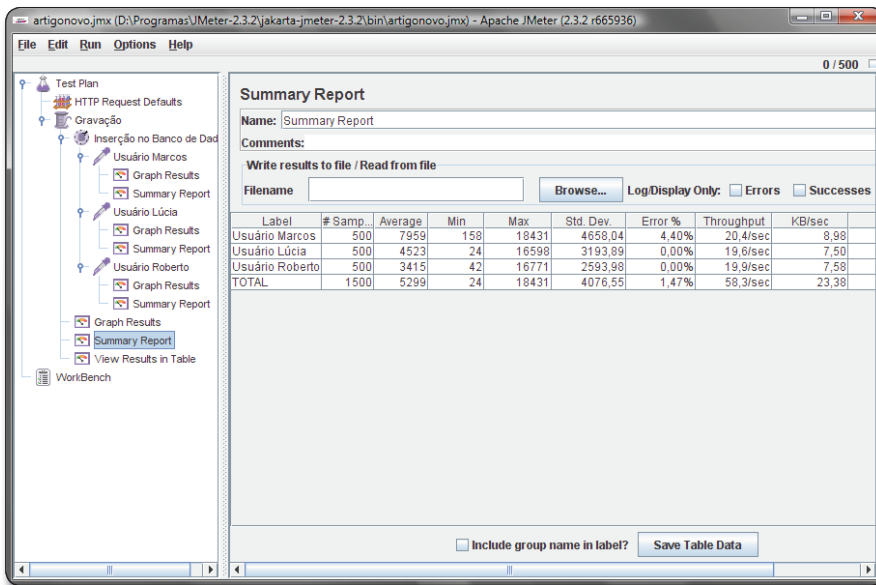 artigonovo.jmx (D:\Programas\JMeter-2.3.2\jakarta-jmeter-2.3.2\bin\artigonovo.jmx) - Apache JMeter (2.3.2 r665936)
File Edit Run Options Help
0 / 500
Test Plan
HTTP Request Defaults
Gravação
Inserção no Banco de Dad
Usuário Marcos
Graph Results
Summary Report
Usuário Lúcia
Graph Results
Summary Report
Usuário Roberto
Graph Results
Summary Report
Graph Results
Summary Report
View Results in Table
WorkBench
Summary Report
Name: Summary Report
Comments:
Write results to file / Read from file
Filename Browse... Log/Display Only: Errors Successes
Label # Samp... Average Min Max Std. Dev. Error % Throughput KB/sec
Usuário Marcos 500 7959 158 18431 4658,04 4,40% 20,4/sec 8,98
Usuário Lúcia 500 4523 24 16598 3193,89 0,00% 19,6/sec 7,50
Usuário Roberto 500 3415 42 16771 2593,98 0,00% 19,9/sec 7,58
TOTAL 1500 5299 24 18431 4076,55 1,47% 58,3/sec 23,38
Include group name in label? Save Table Data